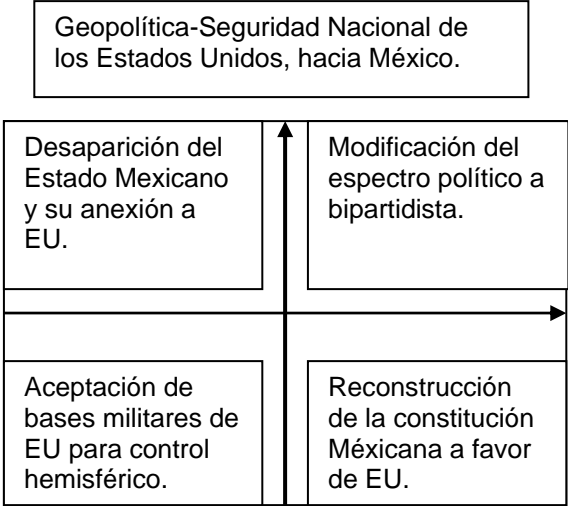 Geopolítica-Seguridad Nacional de
los Estados Unidos, hacia México.
Desaparición del
Estado Mexicano
y su anexión a
EU.
Modificación del
espectro político a
bipartidista.
Aceptación de
bases militares de
EU para control
hemisférico.
Reconstrucción
de la constitución
Méxicana a favor
de EU.